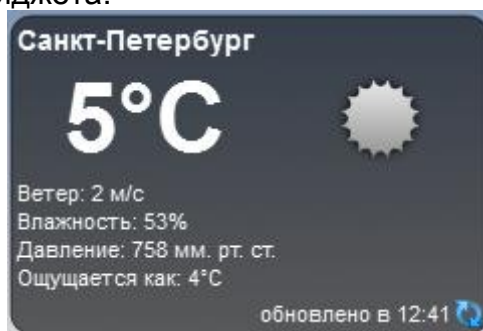 Санкт-Петербург
5°C
Ветер: 2 м/с
Влажность: 53%
Давление: 758 мм. рт. ст.
Ощущается как: 4°C
обновлено в 12:41